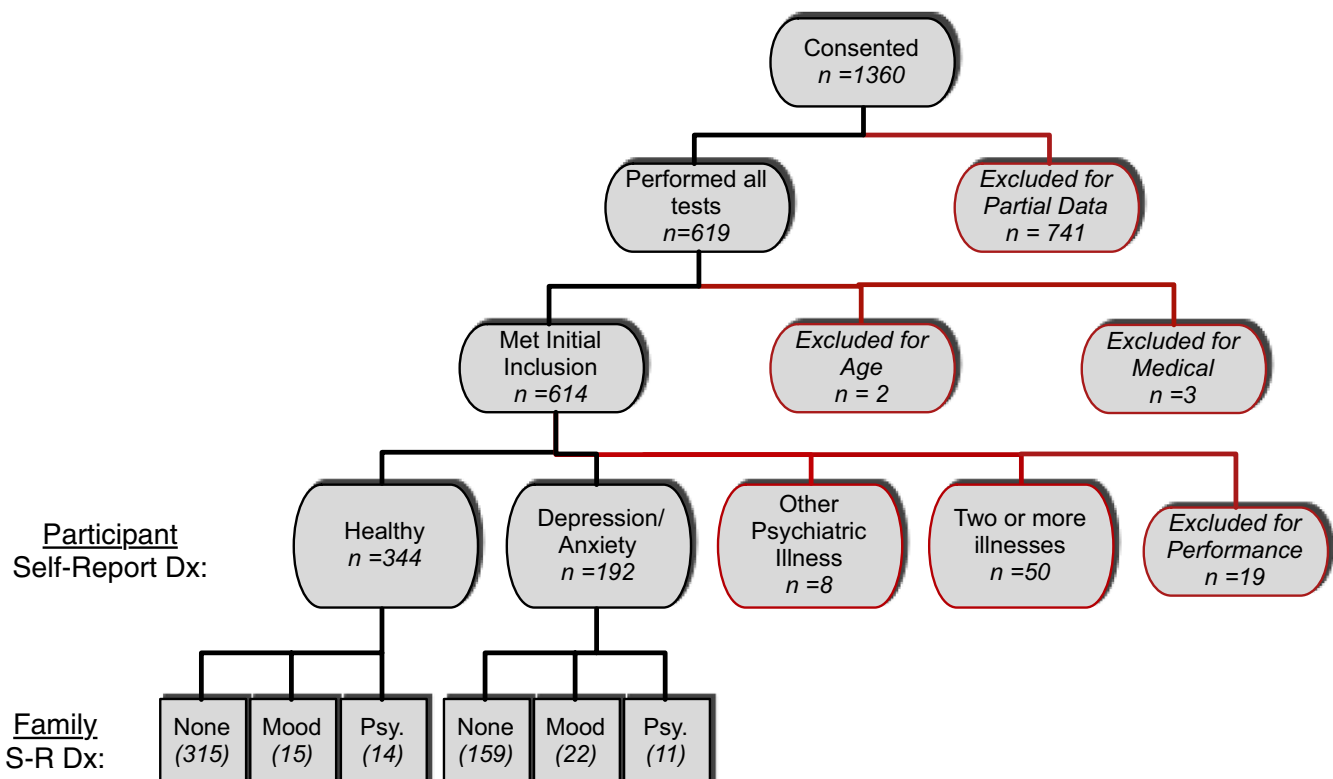 Consented
n =1360
Performed all
tests
n=619
Excluded for
Partial Data
n = 741
Met Initial
Inclusion
n =614
Excluded for
Age
n = 2
Excluded for
Medical
n =3
Participant
Self-Report Dx:
Healthy
n =344
Depression/
Anxiety
n =192
Other
Psychiatric
Illness
n =8
Two or more
illnesses
n =50
Excluded for
Performance
n =19
Family
S-R Dx:
None
(315)
Mood
(15)
Psy.
(14)
None
(159)
Mood
(22)
Psy.
(11)